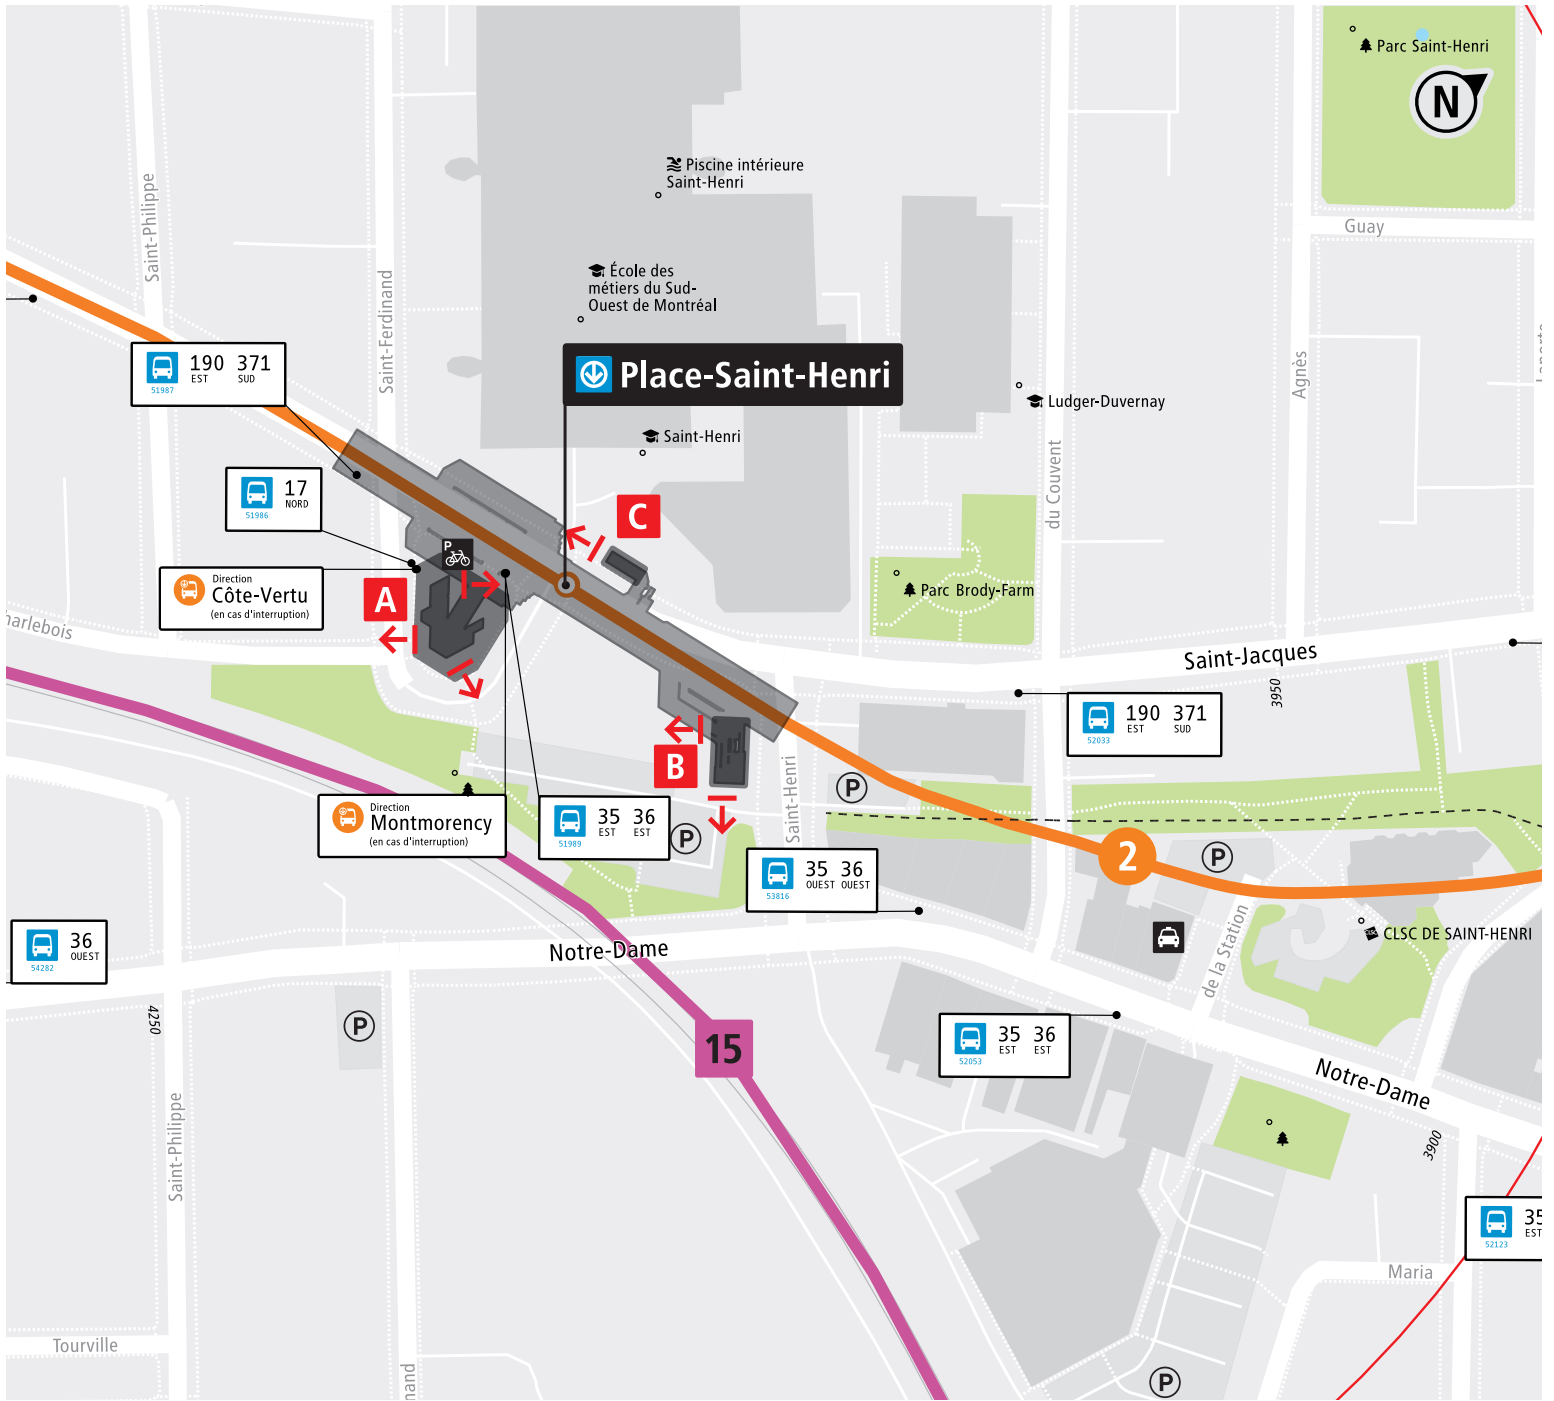 Parc Saint-Henri
N
Piscine intérieure
Saint-Henri
Saint-Philippe
Guay
École des
métiers du Sud-
Ouest de Montréal
Saint-Ferdinand
190 371
EST SUD
51987
Place-Saint-Henri
Agnès
Ludger-Duvernay
Saint-Henri
du Couvent
17
NORD
51986
C
P
Direction
Côte-Vertu
(en cas d'interruption)
A
Parc Brody-Farm
Saint-Jacques
3950
190 371
EST SUD
52033
B
Saint-Henri
P
Direction
Montmorency
(en cas d'interruption)
35 36
EST EST
51989
P
2
P
35 36
OUEST OUEST
53816
36
OUEST
54282
Notre-Dame
de la Station
CLSC
CLSC DE SAINT-HENRI
4250
P
15
35 36
EST EST
52053
Notre-Dame
Saint-Philippe
3900
35
EST
52123
Maria
Tourville
P